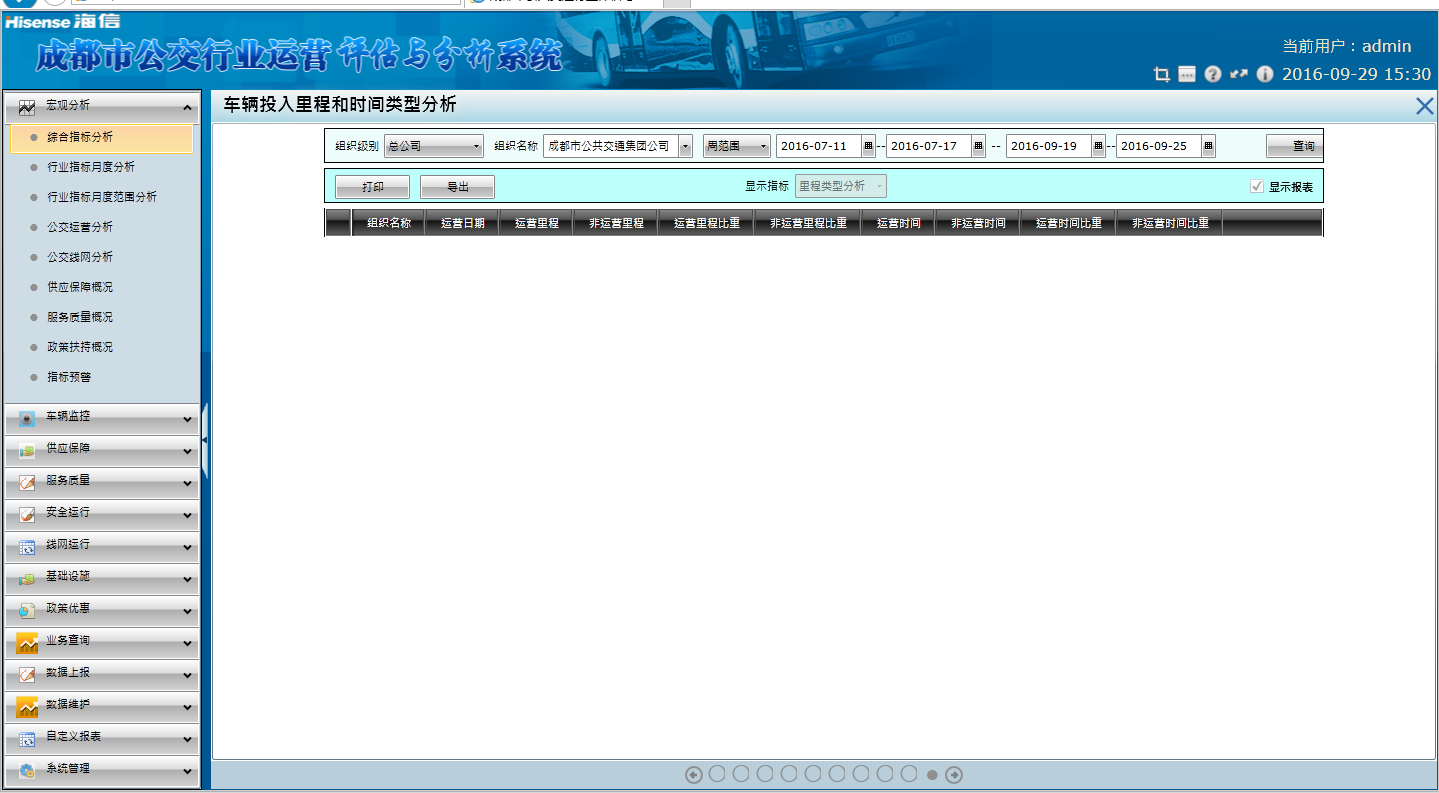 Hisense 海信
成都市公交行业运营评估与分析系统
当前用户：admin
2016-09-29 15:30
宏观分析
综合指标分析
行业指标月度分析
行业指标月度范围分析
公交运营分析
公交线网分析
供应保障概况
服务质量概况
政策扶持概况
指标预警
车辆监控
供应保障
服务质量
安全运行
线网运行
基础设施
政策优惠
业务查询
数据上报
数据维护
自定义报表
系统管理
车辆投入里程和时间类型分析
组织级别 总公司 组织名称 成都市公共交通集团公司 周范围 2016-07-11 -- 2016-07-17 -- 2016-09-19 -- 2016-09-25 查询
打印 导出 显示指标 里程类型分析 显示报表
组织名称 运营日期 运营里程 非运营里程 运营里程比重 非运营里程比重 运营时间 非运营时间 运营时间比重 非运营时间比重